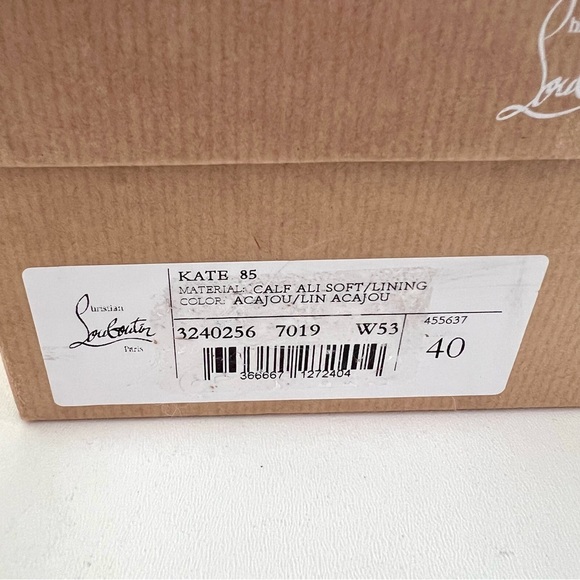 Lou
KATE 85
MATERIAL: CALF ALI SOFT/LINING
COLOR: ACAJOU/LIN ACAJOU
Christian
Louboutin
Paris
3240256 7019 W53
455637
40
366667 1272404